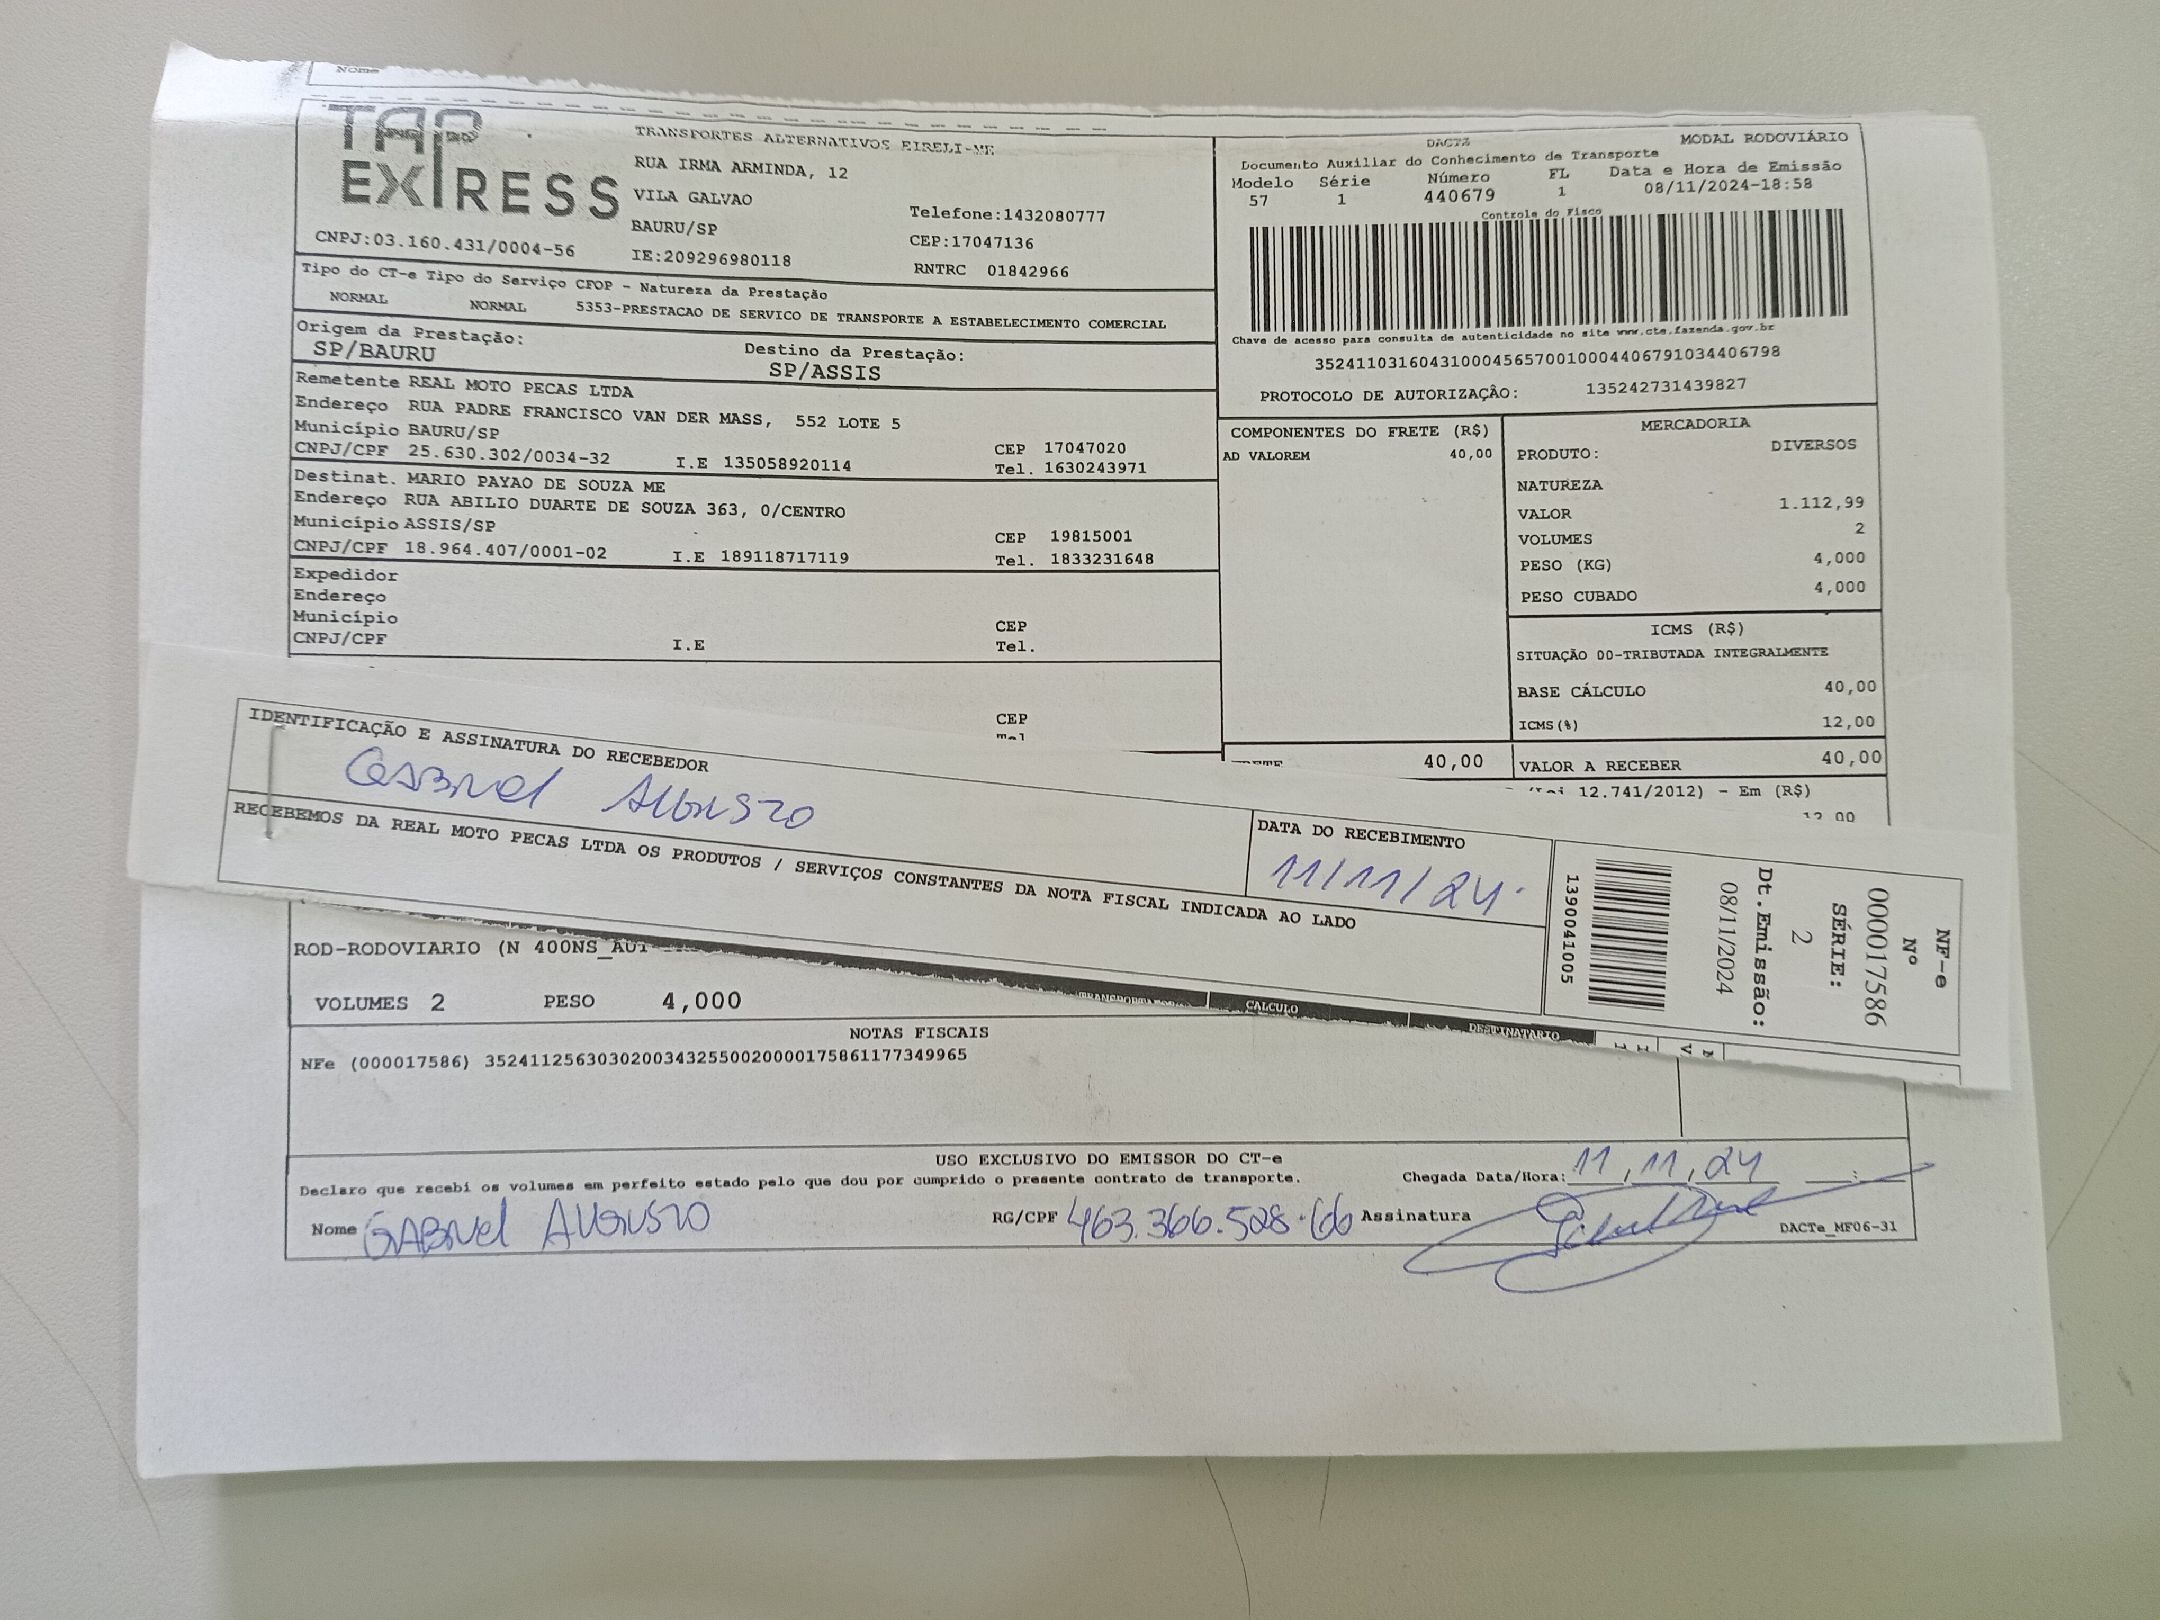 Nome
TAP EXPRESS
TRANSPORTES ALTERNATIVOS EIRELI-ME
RUA IRMA ARMINDA, 12
VILA GALVAO
BAURU/SP
Telefone:1432080777
CEP:17047136
CNPJ:03.160.431/0004-56
IE:209296980118
RNTRC 01842966
DACTE
MODAL RODOVIÁRIO
Documento Auxiliar do Conhecimento de Transporte
Modelo Série Número FL Data e Hora de Emissão
57 1 440679 1 08/11/2024-18:58
Controle do Fisco
Chave de acesso para consulta de autenticidade no site www.cte.fazenda.gov.br
35241103160431000456570010004406791034406798
PROTOCOLO DE AUTORIZAÇÃO: 135242731439827
Tipo do CT-e Tipo do Serviço CFOP - Natureza da Prestação
NORMAL NORMAL 5353-PRESTACAO DE SERVICO DE TRANSPORTE A ESTABELECIMENTO COMERCIAL
Origem da Prestação:
SP/BAURU
Destino da Prestação:
SP/ASSIS
Remetente REAL MOTO PECAS LTDA
Endereço RUA PADRE FRANCISCO VAN DER MASS, 552 LOTE 5
Município BAURU/SP CEP 17047020
CNPJ/CPF 25.630.302/0034-32 I.E 135058920114 Tel. 1630243971
Destinat. MARIO PAYAO DE SOUZA ME
Endereço RUA ABILIO DUARTE DE SOUZA 363, 0/CENTRO
Município ASSIS/SP CEP 19815001
CNPJ/CPF 18.964.407/0001-02 I.E 189118717119 Tel. 1833231648
Expedidor
Endereço
Município CEP
CNPJ/CPF I.E Tel.
CEP
COMPONENTES DO FRETE (R$)
AD VALOREM 40,00
MERCADORIA
PRODUTO: DIVERSOS
NATUREZA
VALOR 1.112,99
VOLUMES 2
PESO (KG) 4,000
PESO CUBADO 4,000
ICMS (R$)
SITUAÇÃO 00-TRIBUTADA INTEGRALMENTE
BASE CÁLCULO 40,00
ICMS(%) 12,00
40,00
VALOR A RECEBER 40,00
12.741/2012) - Em (R$)
IDENTIFICAÇÃO E ASSINATURA DO RECEBEDOR
GABRIEL AUGUSTO
RECEBEMOS DA REAL MOTO PECAS LTDA OS PRODUTOS / SERVIÇOS CONSTANTES DA NOTA FISCAL INDICADA AO LADO
DATA DO RECEBIMENTO
11/11/24
1390041005
NF-e
Nº
000017586
SÉRIE:
2
Dt.Emissão:
08/11/2024
CALCULO
DESTINATARIO
ROD-RODOVIARIO (N 400NS_AUT
VOLUMES 2 PESO 4,000
NOTAS FISCAIS
NFe (000017586) 35241125630302003432550020000175861177349965
USO EXCLUSIVO DO EMISSOR DO CT-e
Declaro que recebi os volumes em perfeito estado pelo que dou por cumprido o presente contrato de transporte.
Chegada Data/Hora: 11,11,24
Nome GABRIEL AUGUSTO RG/CPF 463.366.528-66 Assinatura
DACTe_MF06-31